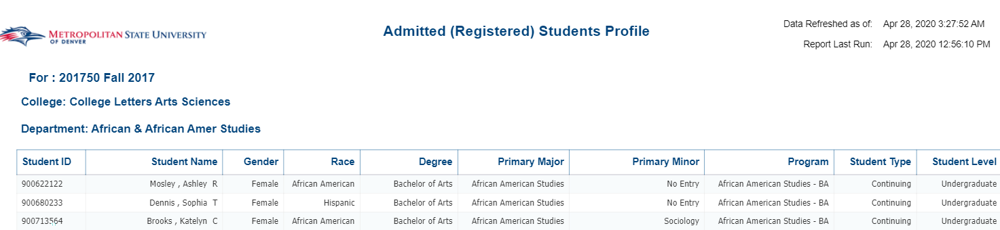 METROPOLITAN STATE UNIVERSITY
OF DENVER
Admitted (Registered) Students Profile
Data Refreshed as of: Apr 28, 2020 3:27:52 AM
Report Last Run: Apr 28, 2020 12:56:10 PM
For : 201750 Fall 2017
College: College Letters Arts Sciences
Department: African & African Amer Studies
Student ID Student Name Gender Race Degree Primary Major Primary Minor Program Student Type Student Level
900622122 Mosley , Ashley R Female African American Bachelor of Arts African American Studies No Entry African American Studies - BA Continuing Undergraduate
900680233 Dennis , Sophia T Female Hispanic Bachelor of Arts African American Studies No Entry African American Studies - BA Continuing Undergraduate
900713564 Brooks , Katelyn C Female African American Bachelor of Arts African American Studies Sociology African American Studies - BA Continuing Undergraduate